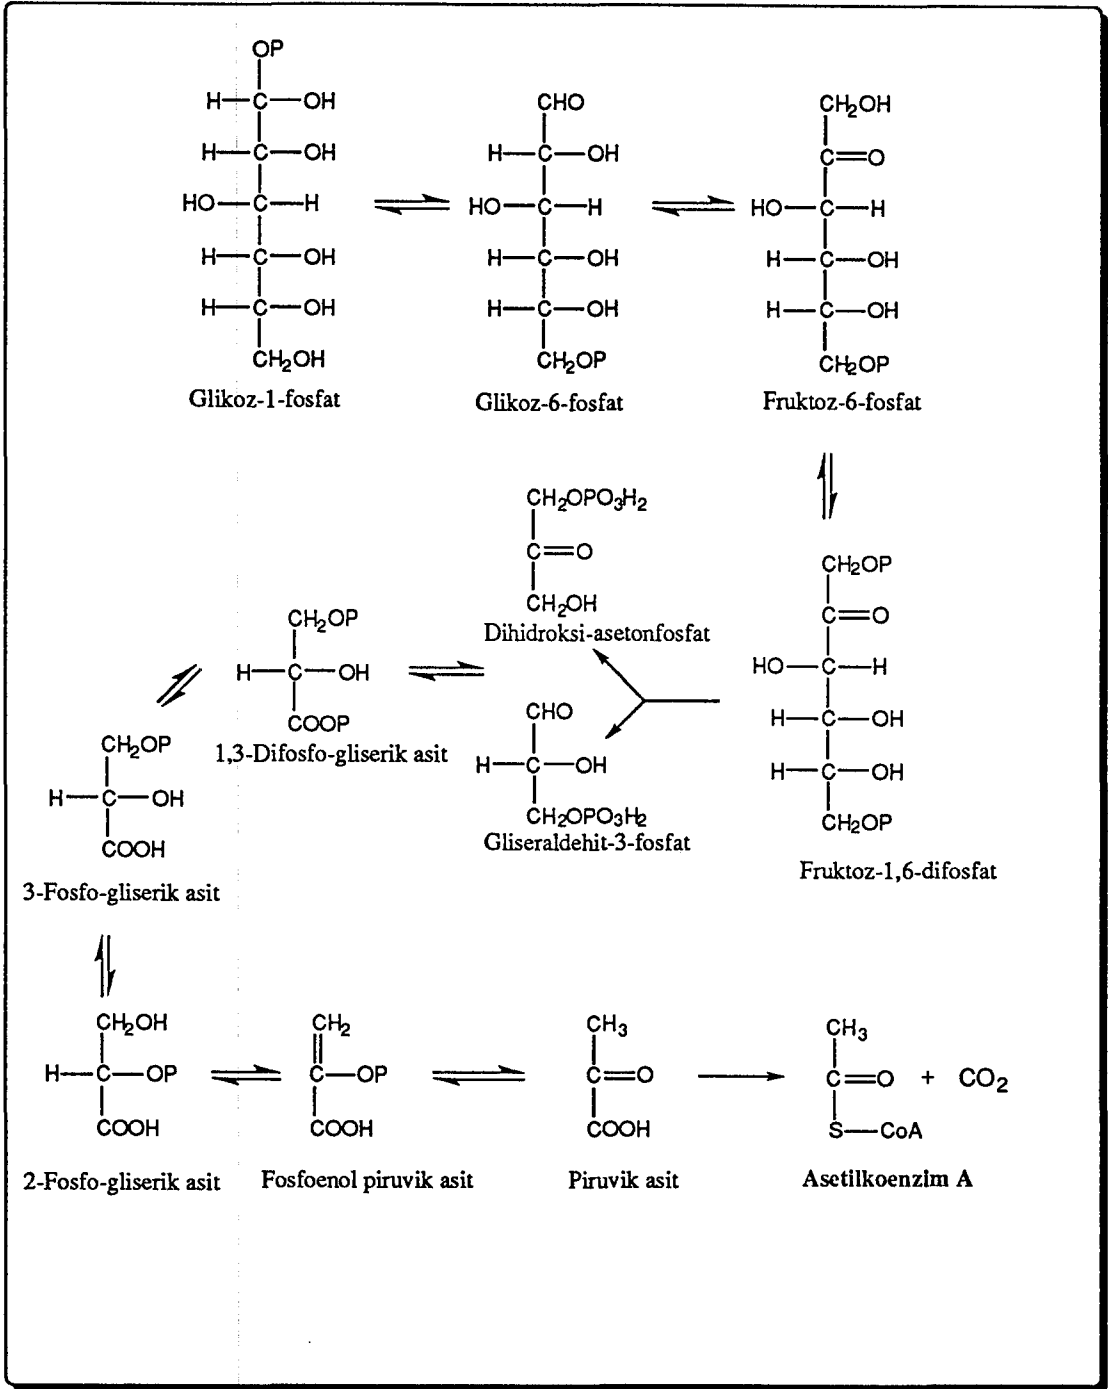 OP
H—C—OH
H—C—OH
HO—C—H
H—C—OH
H—C—OH
CH2OH
Glikoz-1-fosfat
CHO
H—C—OH
HO—C—H
H—C—OH
H—C—OH
CH2OP
Glikoz-6-fosfat
CH2OH
C=O
HO—C—H
H—C—OH
H—C—OH
CH2OP
Fruktoz-6-fosfat
CH2OP
C=O
HO—C—H
H—C—OH
H—C—OH
CH2OP
Fruktoz-1,6-difosfat
CH2OPO3H2
C=O
CH2OH
Dihidroksi-asetonfosfat
CHO
H—C—OH
CH2OPO3H2
Gliseraldehit-3-fosfat
CH2OP
H—C—OH
COOP
1,3-Difosfo-gliserik asit
CH2OP
H—C—OH
COOH
3-Fosfo-gliserik asit
CH2OH
H—C—OP
COOH
2-Fosfo-gliserik asit
CH2
C—OP
COOH
Fosfoenol piruvik asit
CH3
C=O
COOH
Piruvik asit
CH3
C=O + CO2
S—CoA
Asetilkoenzim A